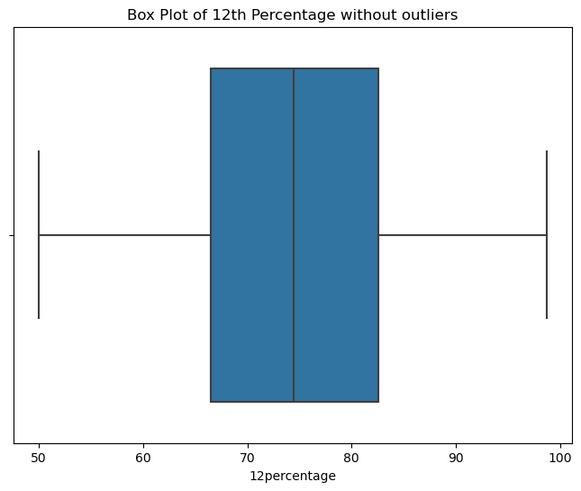 Box Plot of 12th Percentage without outliers
50 60 70 80 90 100
12percentage